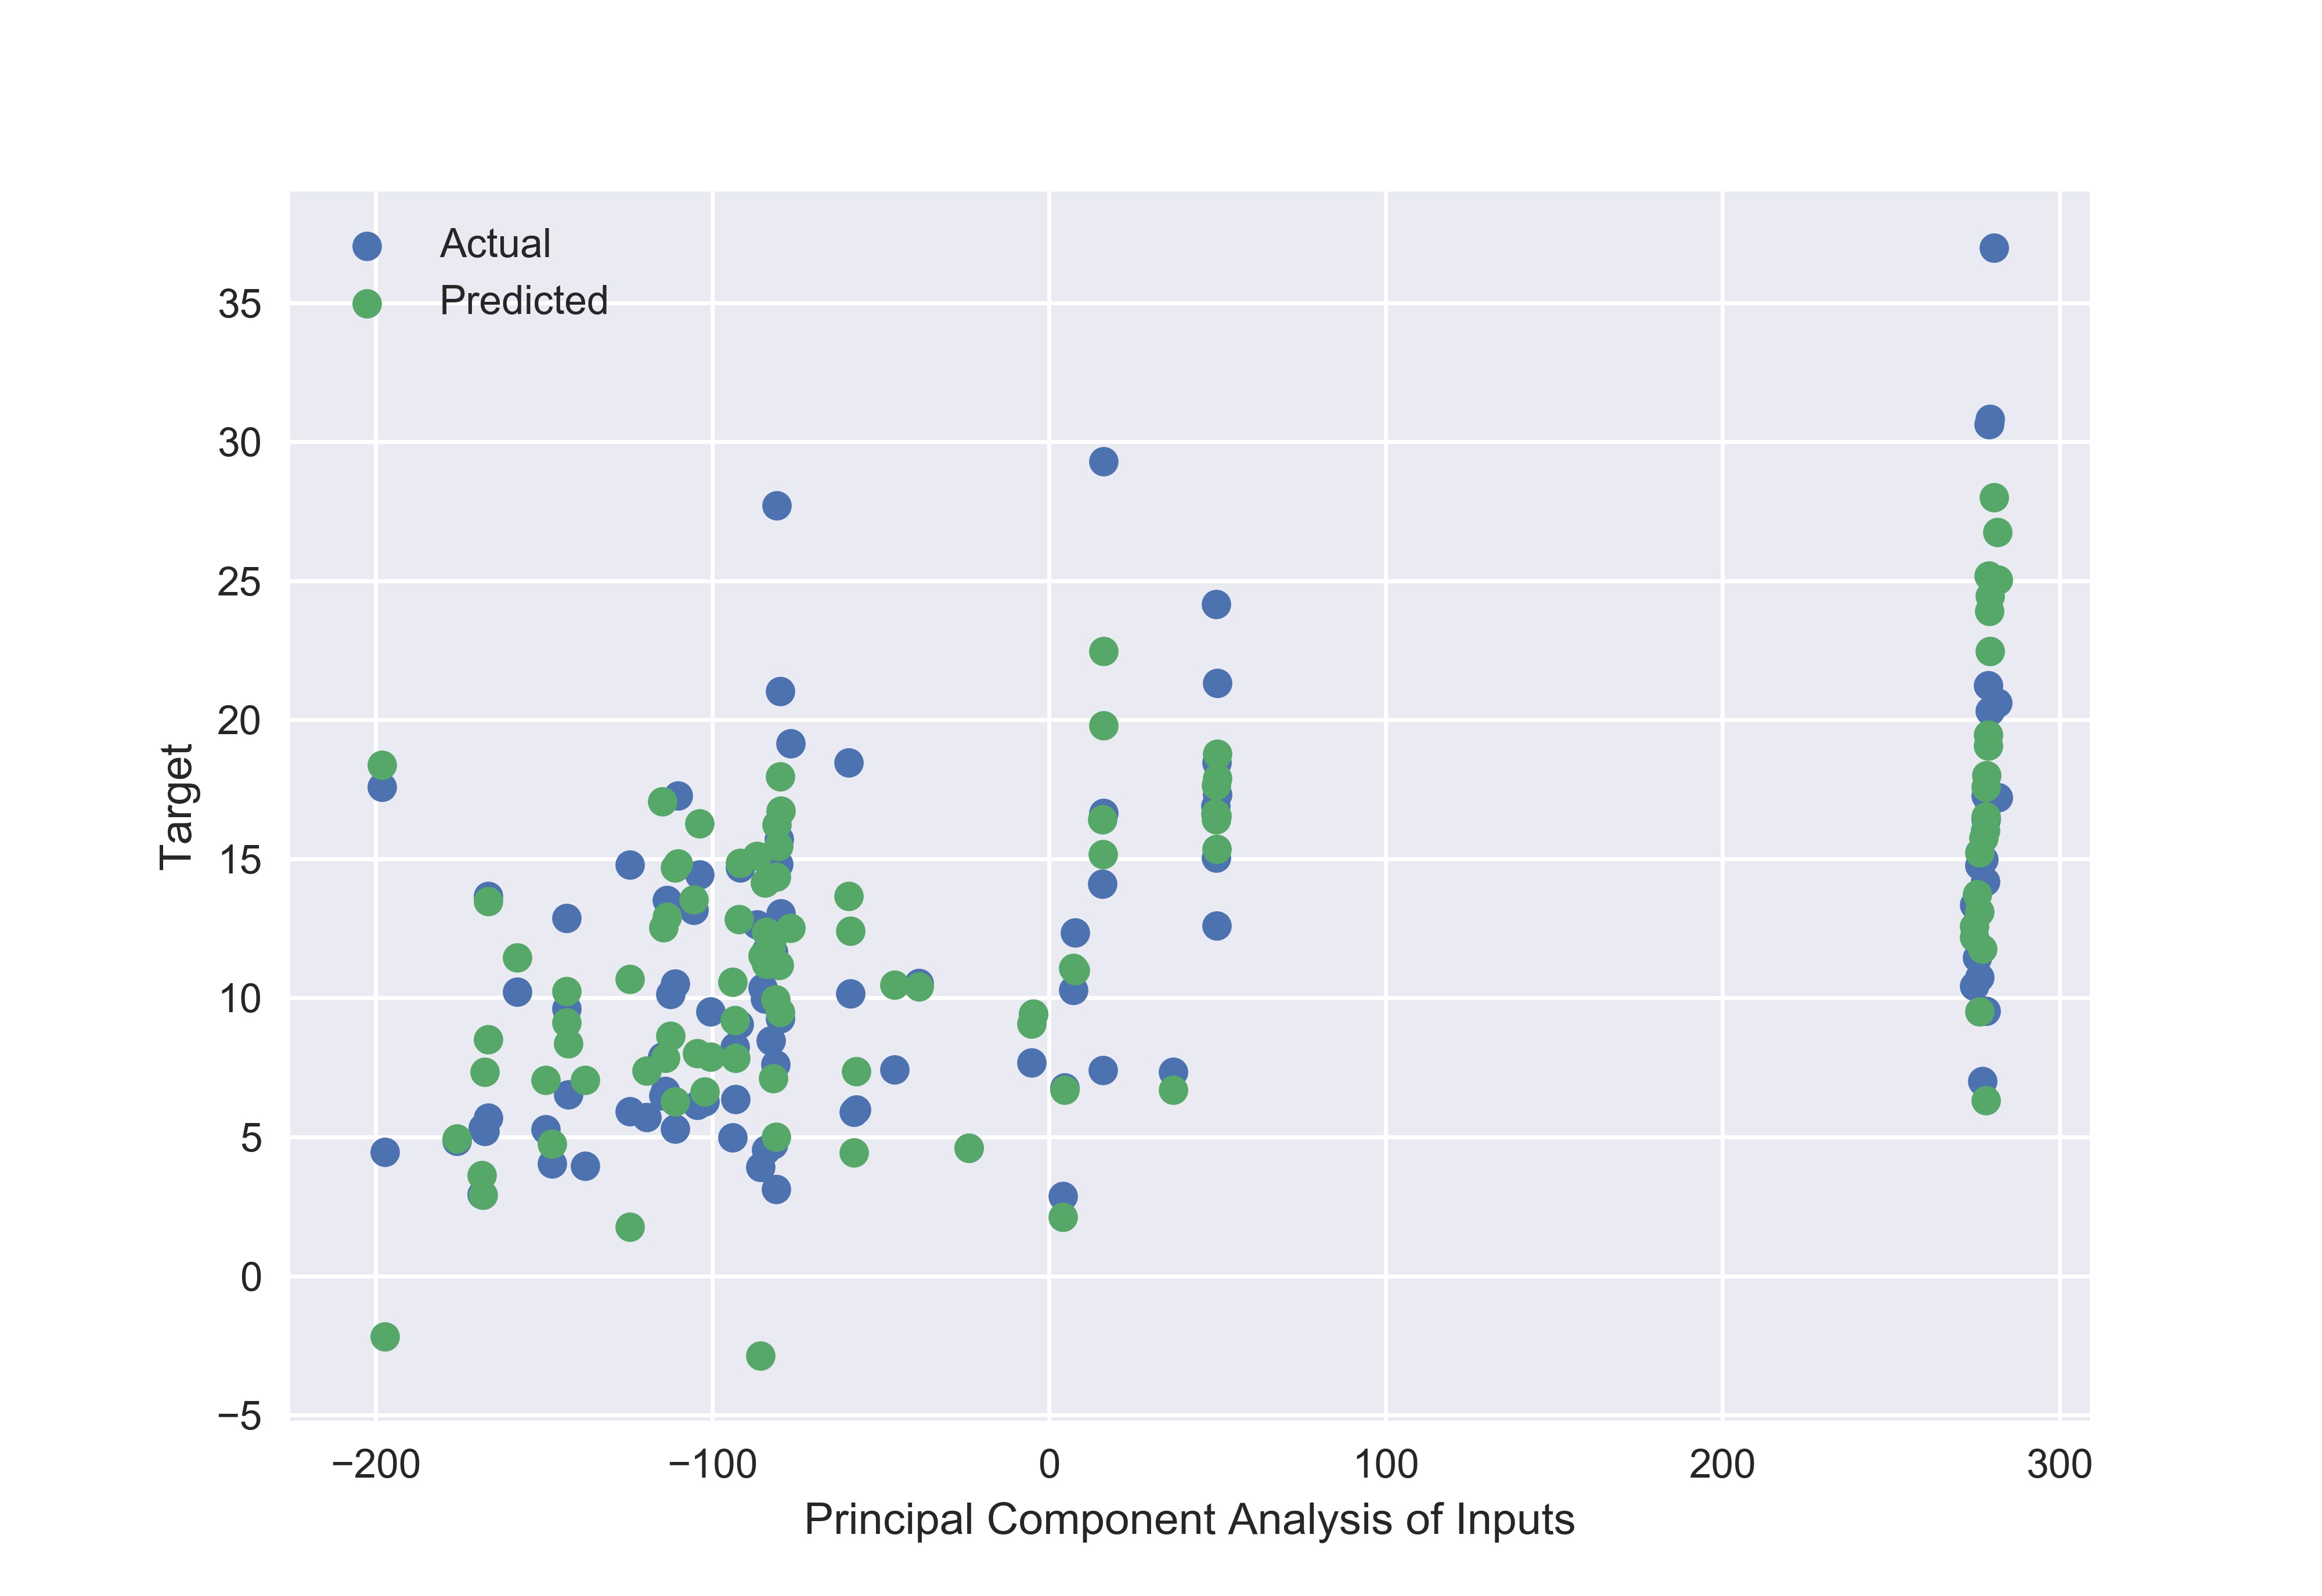 Actual
Predicted
35
30
25
20
15
10
5
0
−5
Target
−200 −100 0 100 200 300
Principal Component Analysis of Inputs